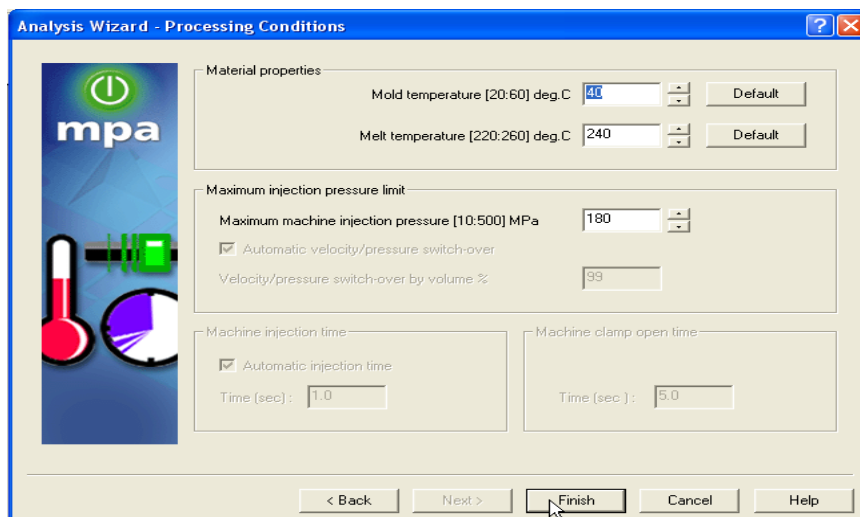 Analysis Wizard - Processing Conditions
mpa
Material properties
Mold temperature [20:60] deg.C 40 Default
Melt temperature [220:260] deg.C 240 Default
Maximum injection pressure limit
Maximum machine injection pressure [10:500] MPa 180
Automatic velocity/pressure switch-over
Velocity/pressure switch-over by volume % 99
Machine injection time
Automatic injection time
Time (sec) : 1.0
Machine clamp open time
Time (sec ) : 5.0
< Back Next > Finish Cancel Help